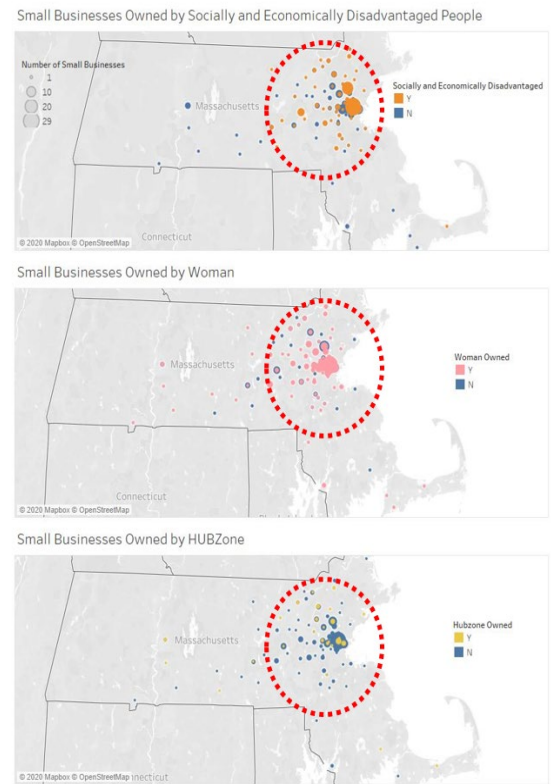 Small Businesses Owned by Socially and Economically Disadvantaged People
Number of Small Businesses
1
10
20
29
Massachusetts
Socially and Economically Disadvantaged
Y
N
Connecticut
© 2020 Mapbox © OpenStreetMap
Small Businesses Owned by Woman
Massachusetts
Woman Owned
Y
N
Connecticut
© 2020 Mapbox © OpenStreetMap
Small Businesses Owned by HUBZone
Massachusetts
Hubzone Owned
Y
N
© 2020 Mapbox © OpenStreetMap necticut